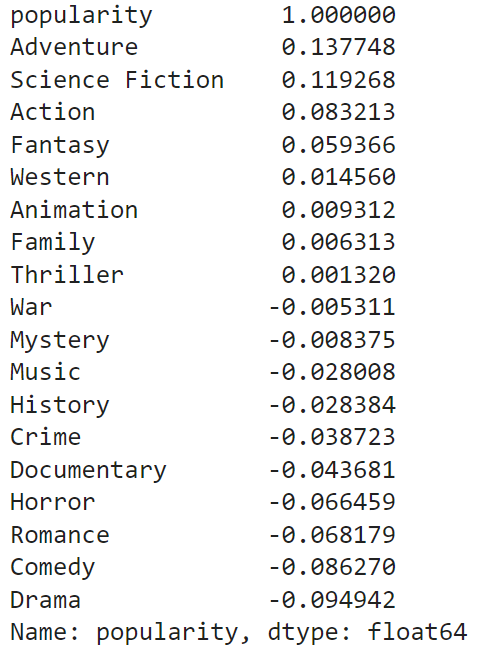 popularity 1.000000
Adventure 0.137748
Science Fiction 0.119268
Action 0.083213
Fantasy 0.059366
Western 0.014560
Animation 0.009312
Family 0.006313
Thriller 0.001320
War -0.005311
Mystery -0.008375
Music -0.028008
History -0.028384
Crime -0.038723
Documentary -0.043681
Horror -0.066459
Romance -0.068179
Comedy -0.086270
Drama -0.094942
Name: popularity, dtype: float64